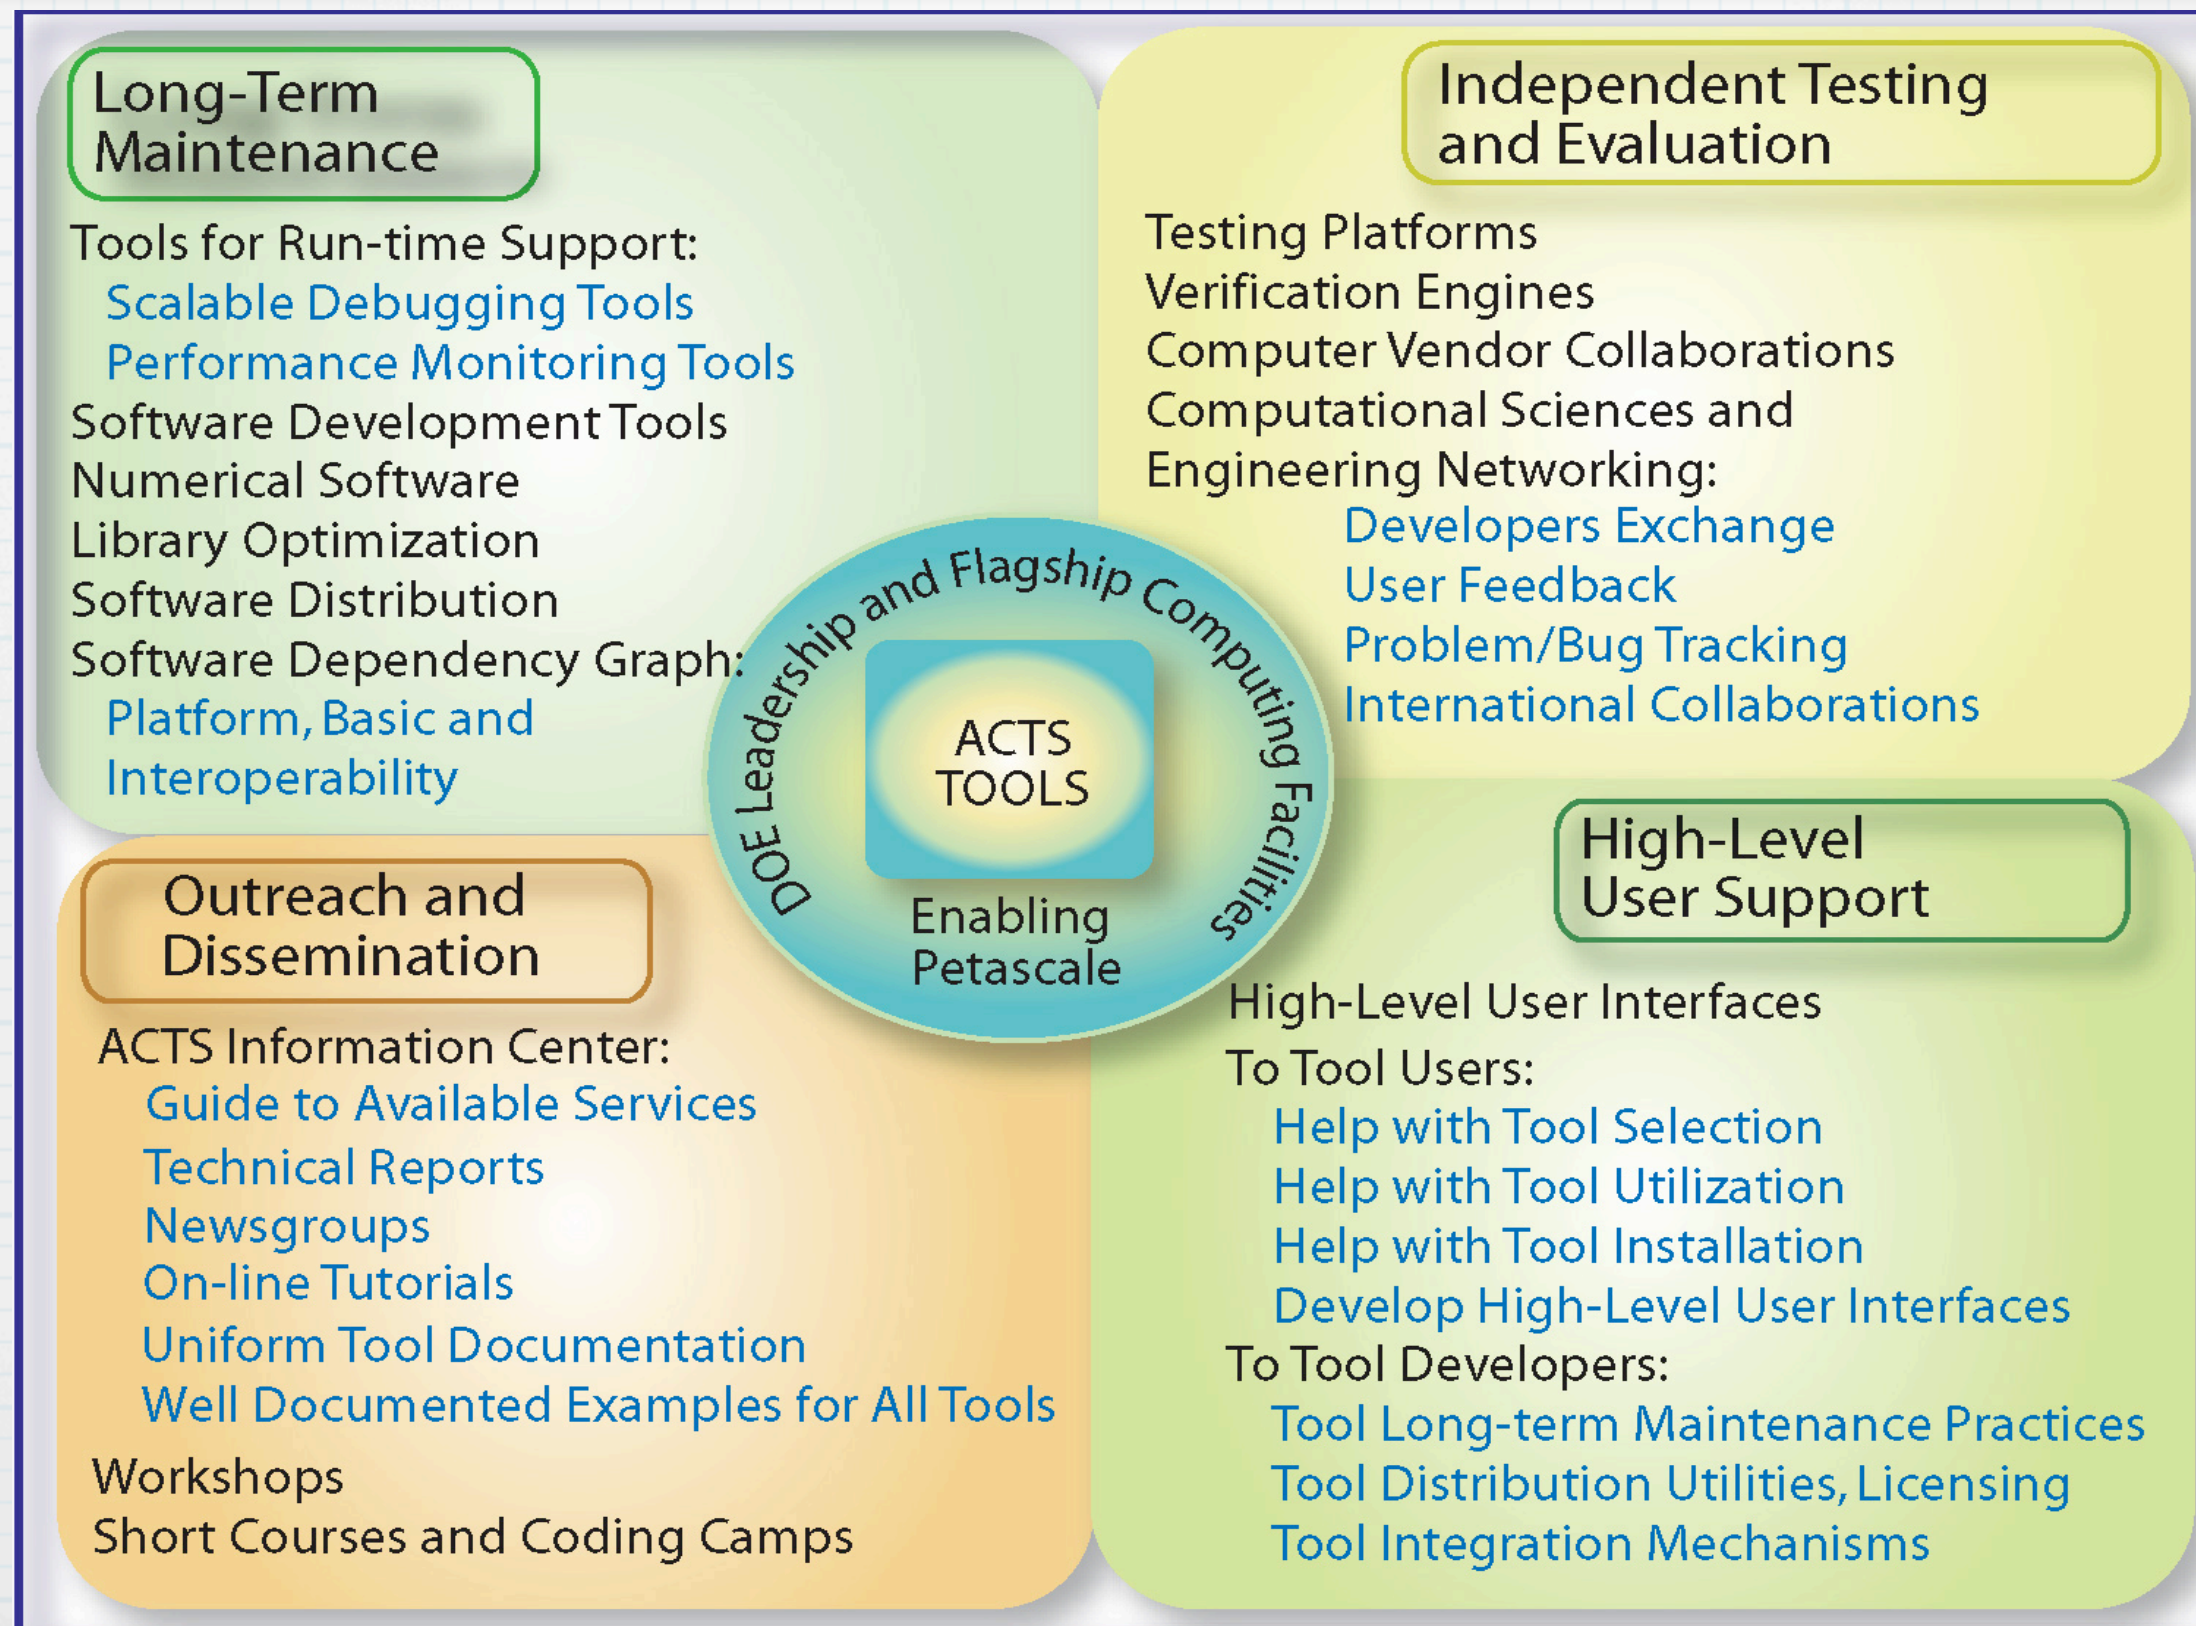 Long-Term
Maintenance
Tools for Run-time Support:
Scalable Debugging Tools
Performance Monitoring Tools
Software Development Tools
Numerical Software
Library Optimization
Software Distribution
Software Dependency Graph:
Platform, Basic and
Interoperability
Independent Testing
and Evaluation
Testing Platforms
Verification Engines
Computer Vendor Collaborations
Computational Sciences and
Engineering Networking:
Developers Exchange
User Feedback
Problem/Bug Tracking
International Collaborations
DOE Leadership and Flagship Computing Facilities
ACTS
TOOLS
Enabling
Petascale
Outreach and
Dissemination
ACTS Information Center:
Guide to Available Services
Technical Reports
Newsgroups
On-line Tutorials
Uniform Tool Documentation
Well Documented Examples for All Tools
Workshops
Short Courses and Coding Camps
High-Level
User Support
High-Level User Interfaces
To Tool Users:
Help with Tool Selection
Help with Tool Utilization
Help with Tool Installation
Develop High-Level User Interfaces
To Tool Developers:
Tool Long-term Maintenance Practices
Tool Distribution Utilities, Licensing
Tool Integration Mechanisms